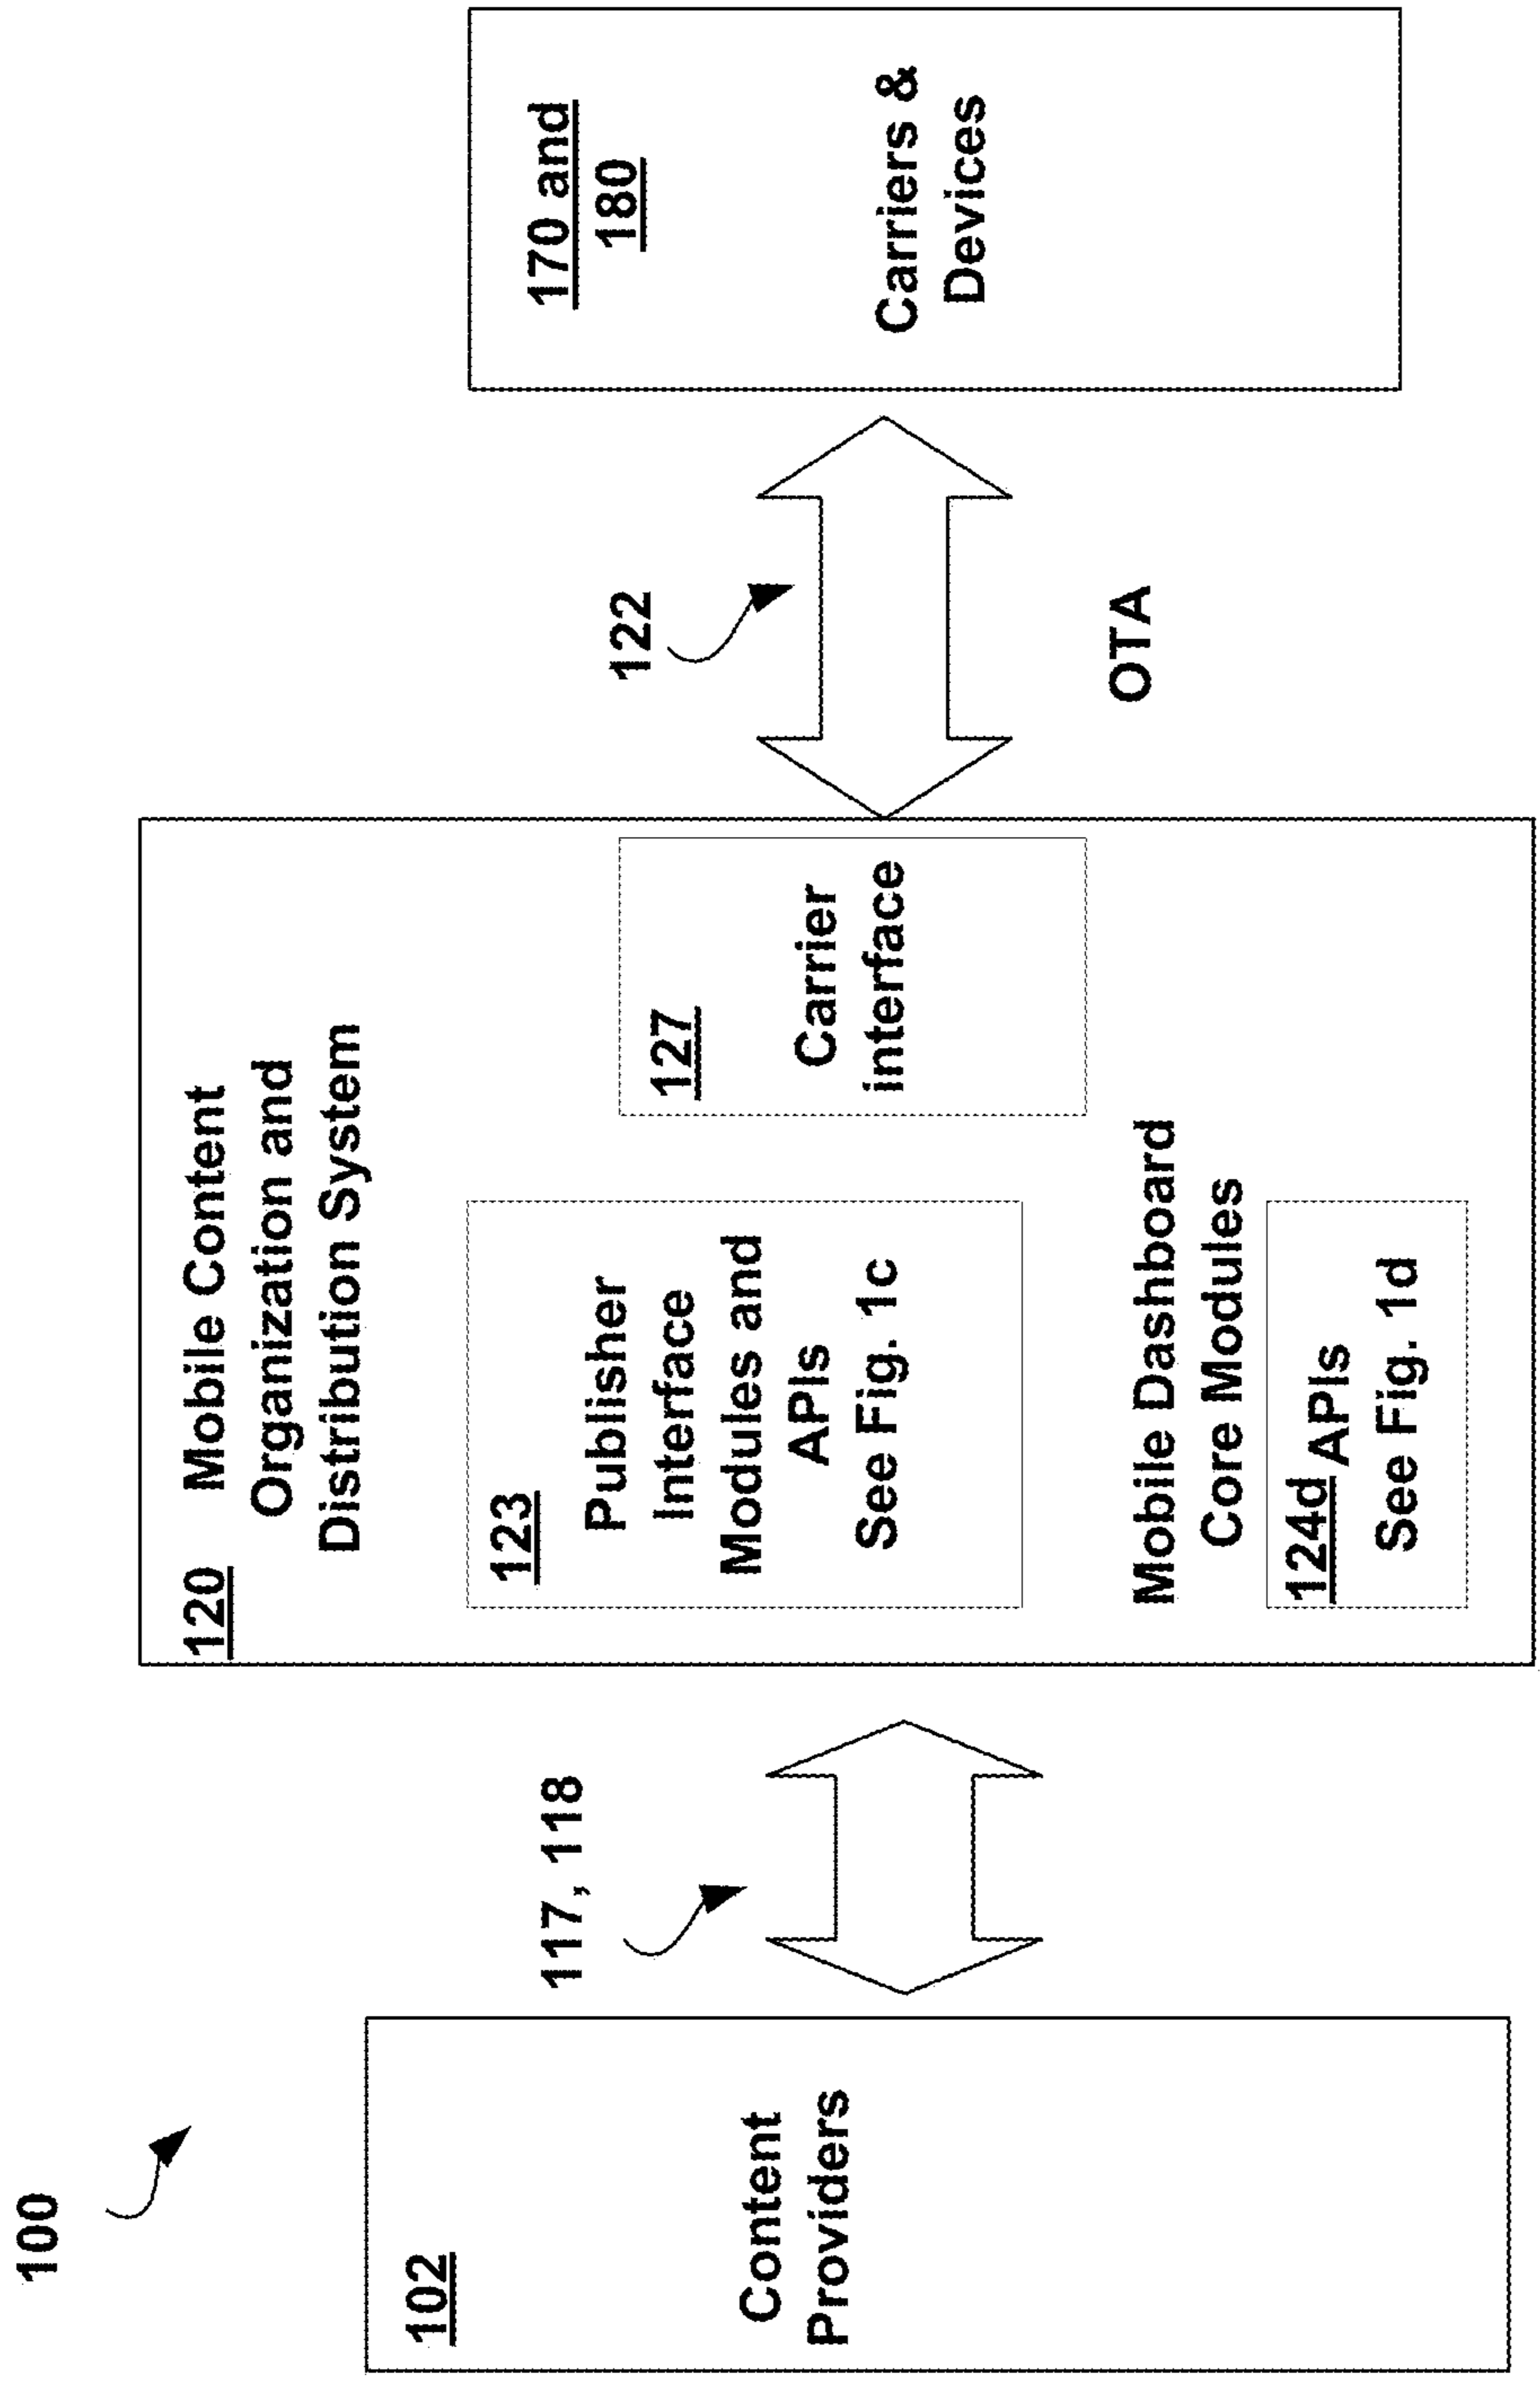 100
102
Content
Providers
117, 118
120 Mobile Content
Organization and
Distribution System
123
Publisher
Interface
Modules and
APIs
See Fig. 1c
127
Carrier
interface
Mobile Dashboard
Core Modules
124d APIs
See Fig. 1d
122
OTA
170 and
180
Carriers &
Devices